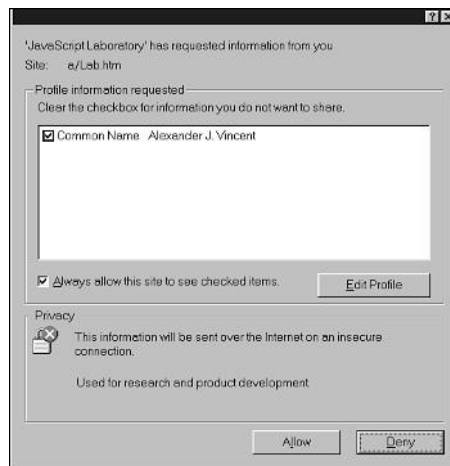 'JavaScript Laboratory' has requested information from you
Site: a/Lab.htm
Profile information requested
Clear the checkbox for information you do not want to share.
Common Name Alexander J. Vincent
Always allow this site to see checked items.
Edit Profile
Privacy
This information will be sent over the Internet on an insecure
connection.
Used for research and product development
Allow
Deny